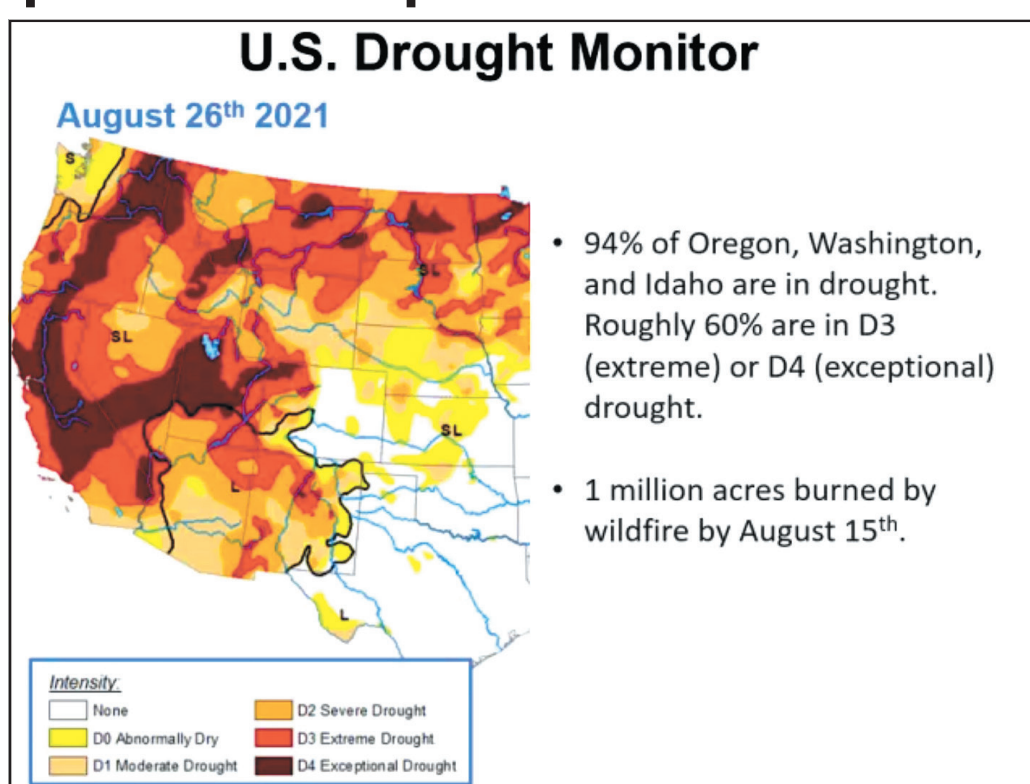 U.S. Drought Monitor
August 26th 2021
S
SL
SL
SL
L
L
• 94% of Oregon, Washington,
and Idaho are in drought.
Roughly 60% are in D3
(extreme) or D4 (exceptional)
drought.
• 1 million acres burned by
wildfire by August 15th.
Intensity:
None
D0 Abnormally Dry
D1 Moderate Drought
D2 Severe Drought
D3 Extreme Drought
D4 Exceptional Drought